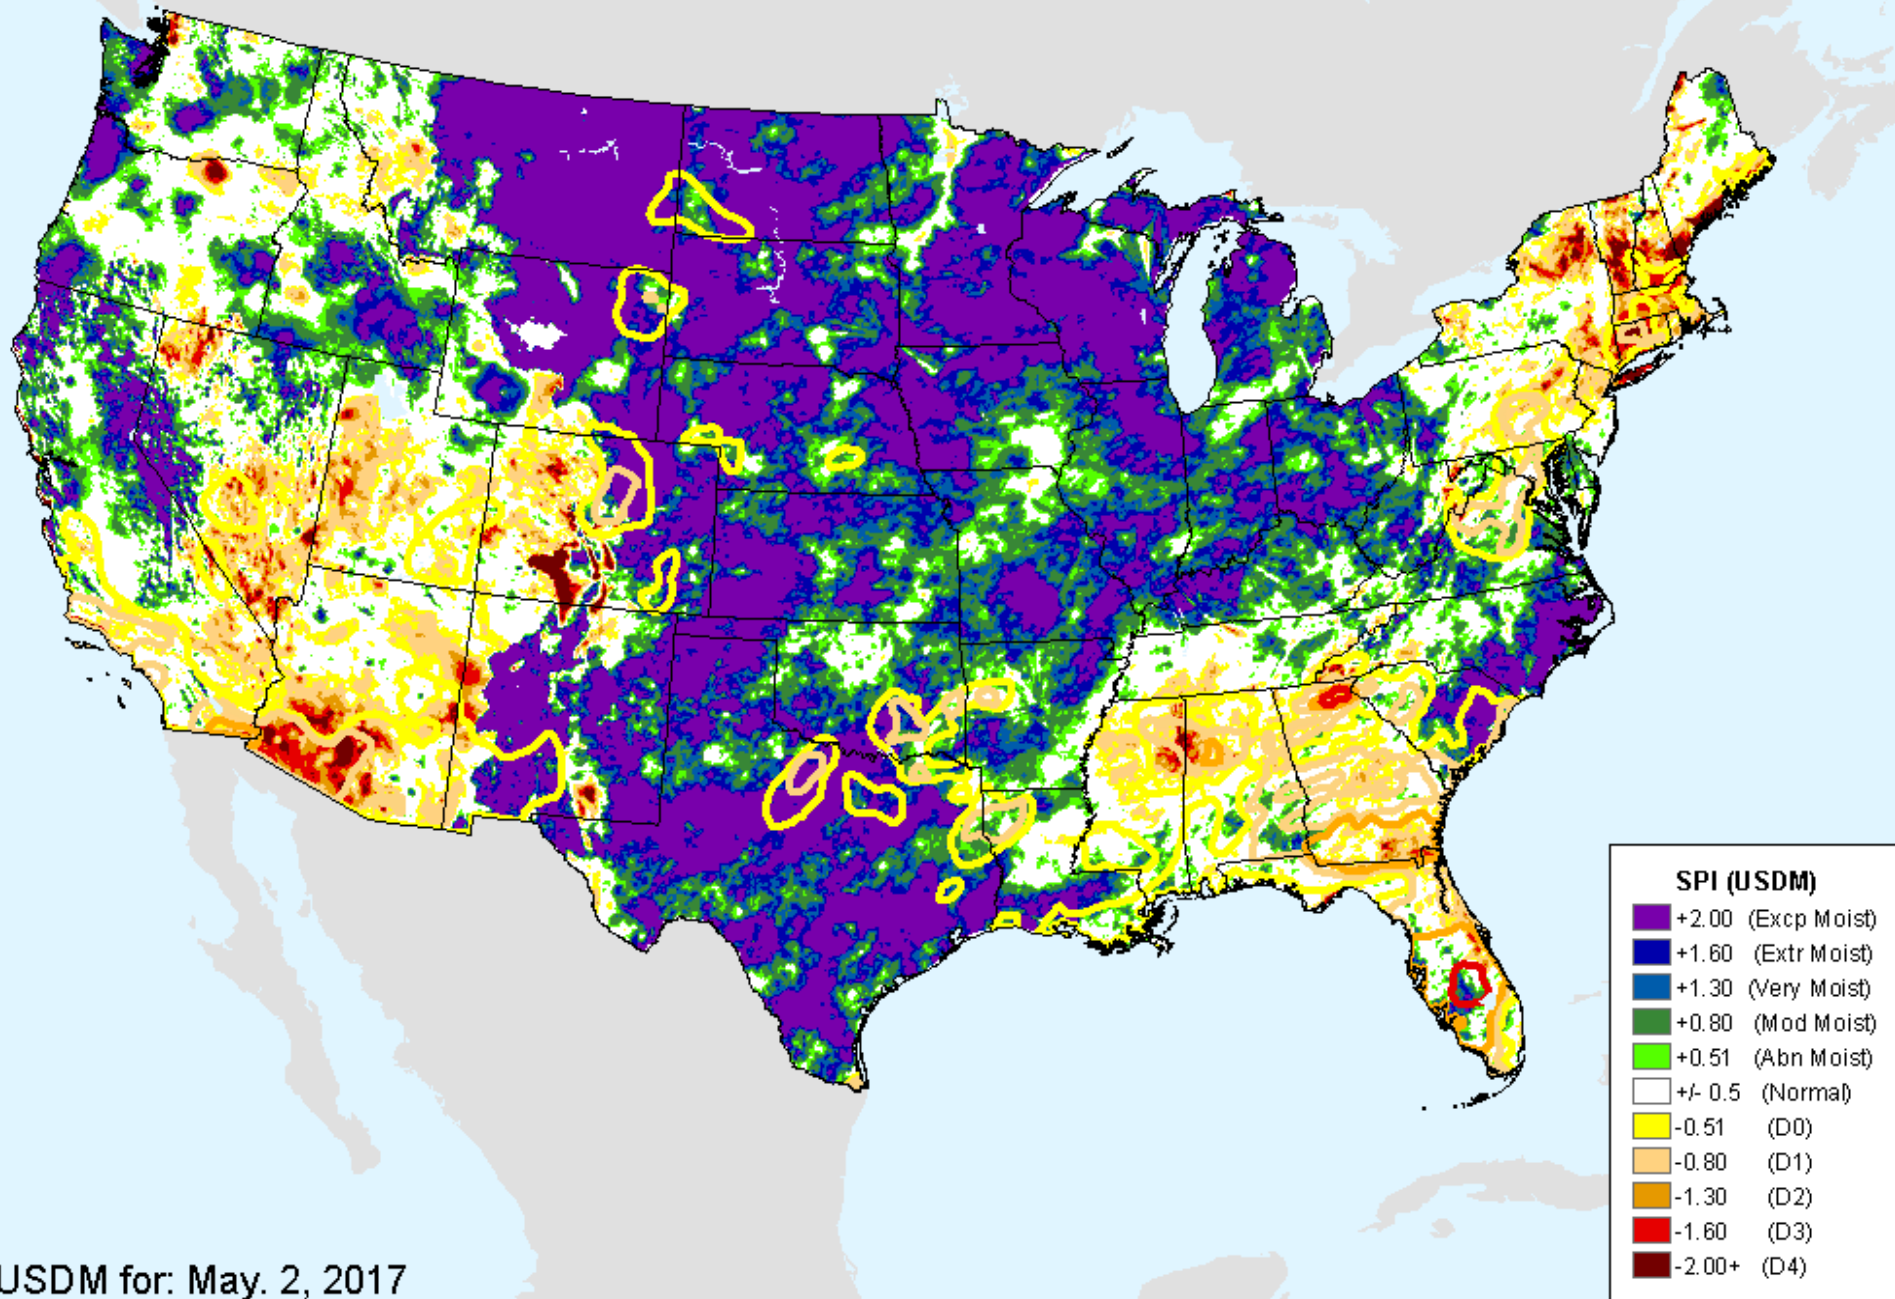 SPI (USDM)
+2.00 (Excp Moist)
+1.60 (Extr Moist)
+1.30 (Very Moist)
+0.80 (Mod Moist)
+0.51 (Abn Moist)
+/- 0.5 (Normal)
-0.51 (D0)
-0.80 (D1)
-1.30 (D2)
-1.60 (D3)
-2.00+ (D4)
USDM for: May. 2, 2017